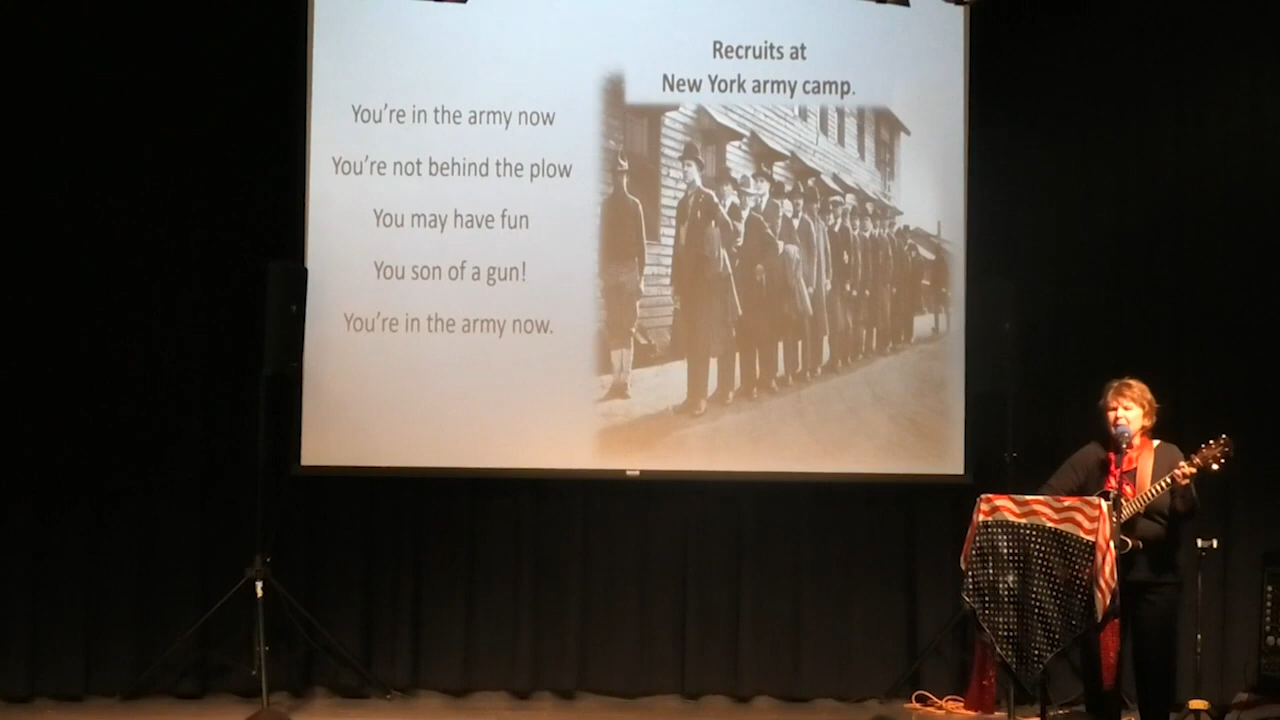 Recruits at
New York army camp.
You're in the army now
You're not behind the plow
You may have fun
You son of a gun!
You're in the army now.